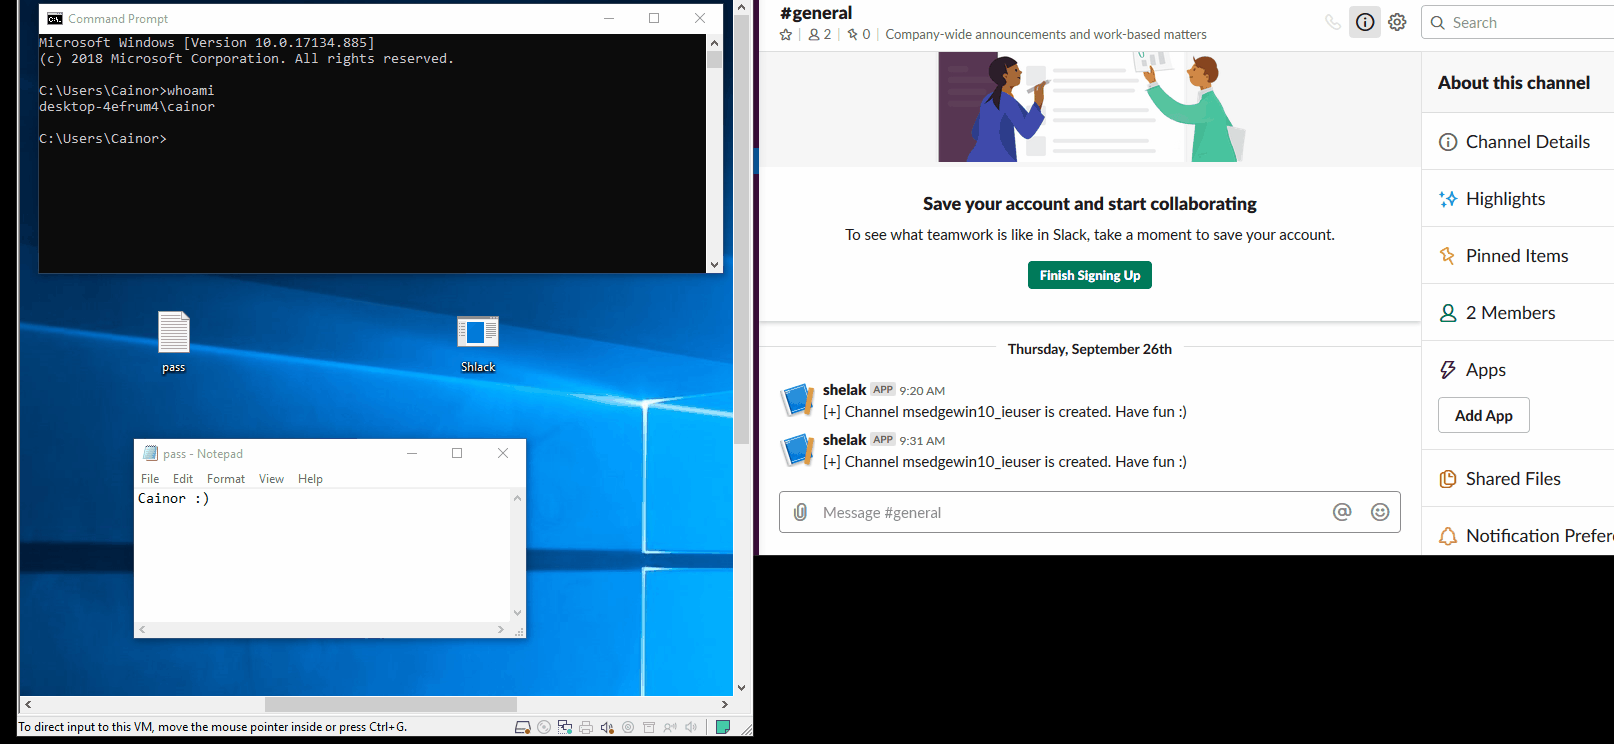 Command Prompt
Microsoft Windows [Version 10.0.17134.885]
(c) 2018 Microsoft Corporation. All rights reserved.
C:\Users\Cainor>whoami
desktop-4efrum4\cainor
C:\Users\Cainor>
pass
Shlack
pass - Notepad
File Edit Format View Help
Cainor :)
To direct input to this VM, move the mouse pointer inside or press Ctrl+G.
#general
2 | 0 | Company-wide announcements and work-based matters
Search
Save your account and start collaborating
To see what teamwork is like in Slack, take a moment to save your account.
Finish Signing Up
Thursday, September 26th
shelak APP 9:20 AM
[+] Channel msedgewin10_ieuser is created. Have fun :)
shelak APP 9:31 AM
[+] Channel msedgewin10_ieuser is created. Have fun :)
Message #general
About this channel
Channel Details
Highlights
Pinned Items
2 Members
Apps
Add App
Shared Files
Notification Prefer